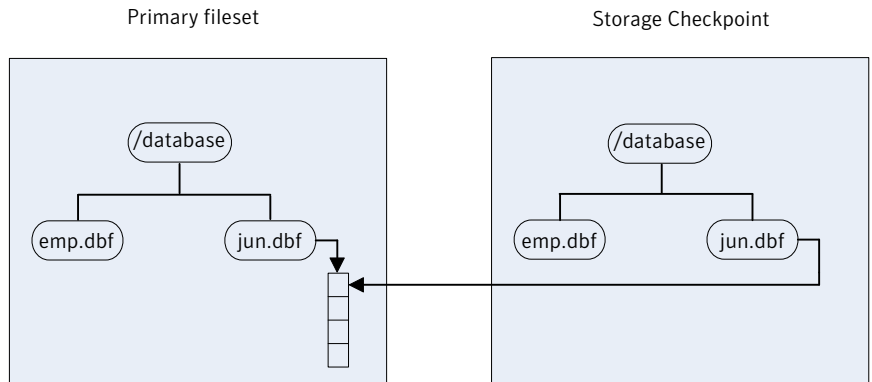 Primary fileset
Storage Checkpoint
/database
/database
emp.dbf
jun.dbf
emp.dbf
jun.dbf